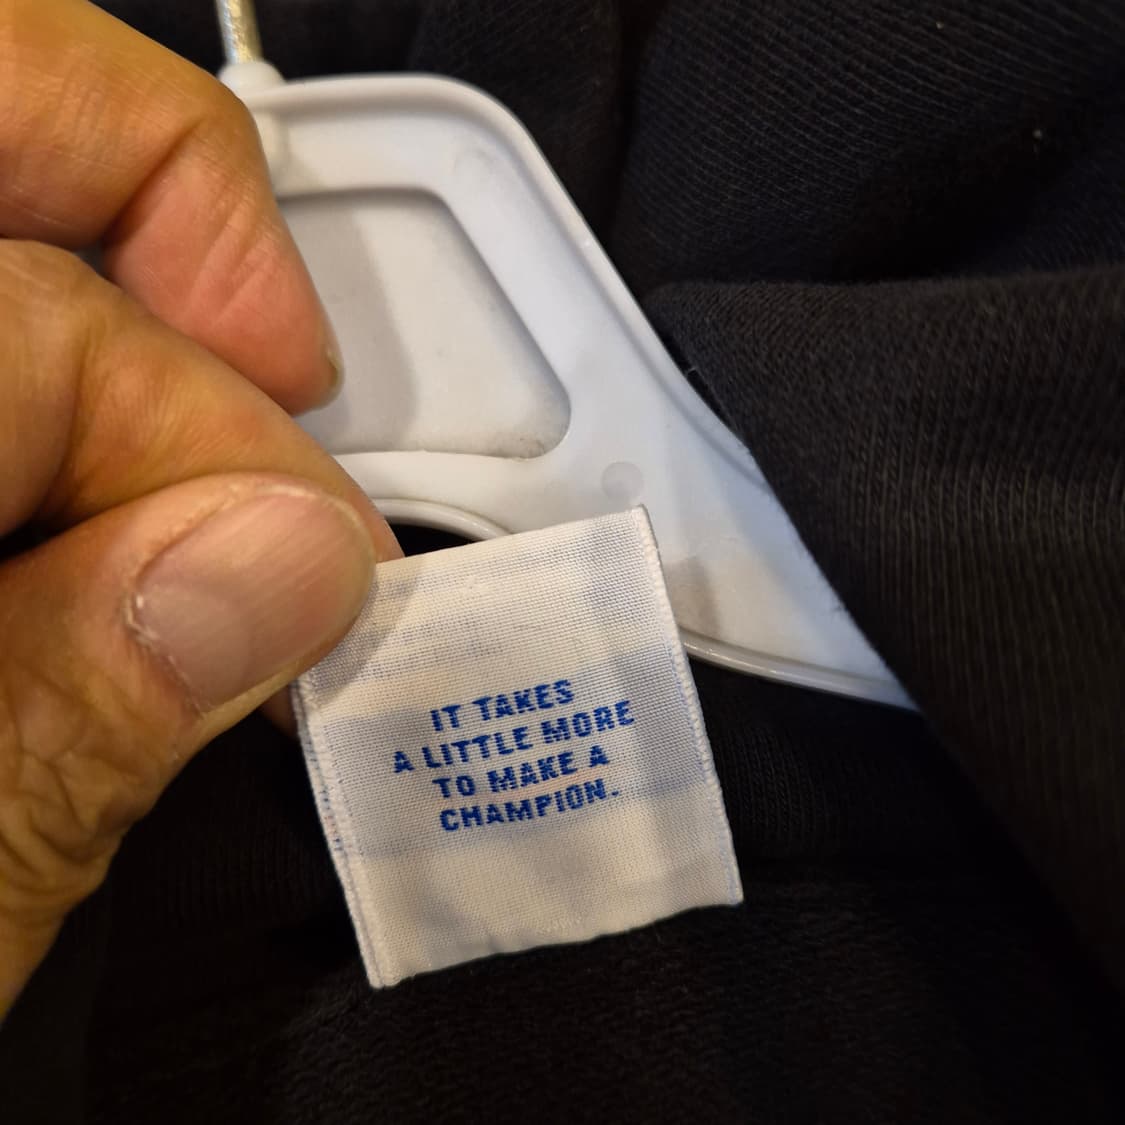 IT TAKES
A LITTLE MORE
TO MAKE A
CHAMPION.